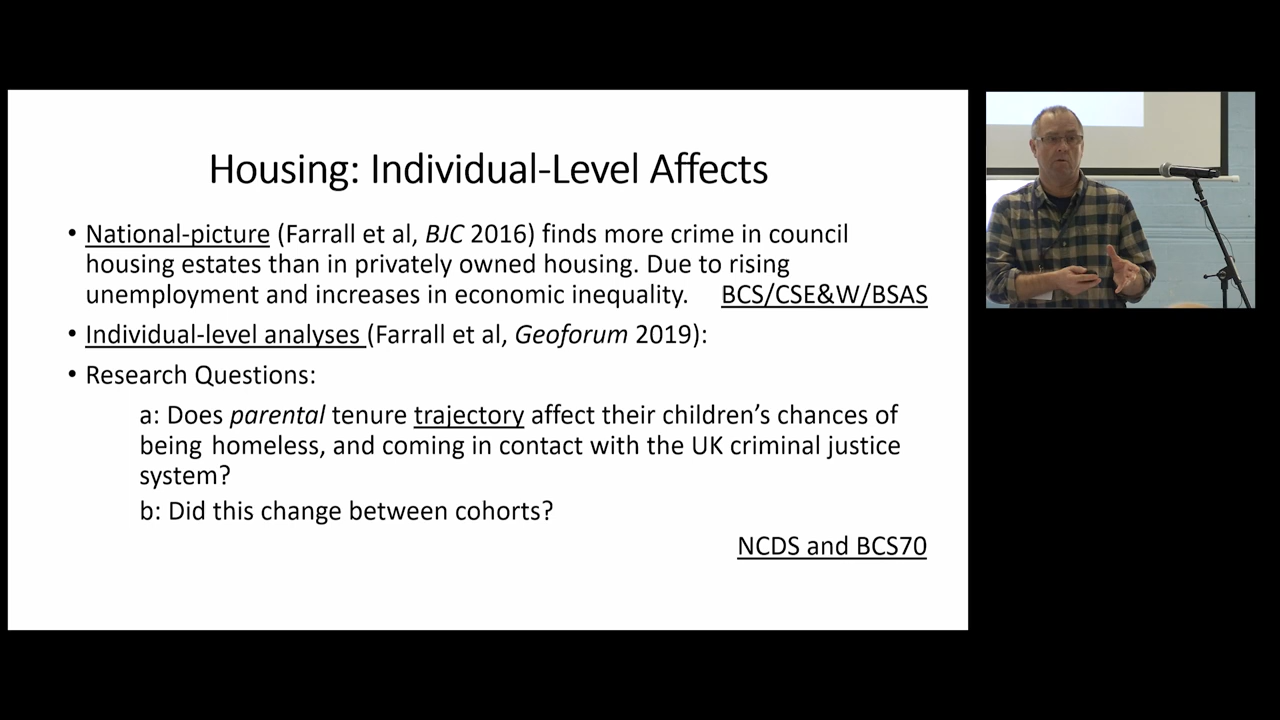 Housing: Individual-Level Affects
• National-picture (Farrall et al, BJC 2016) finds more crime in council
housing estates than in privately owned housing. Due to rising
unemployment and increases in economic inequality. BCS/CSE&W/BSAS
• Individual-level analyses (Farrall et al, Geoforum 2019):
• Research Questions:
a: Does parental tenure trajectory affect their children’s chances of
being homeless, and coming in contact with the UK criminal justice
system?
b: Did this change between cohorts?
NCDS and BCS70